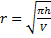 r = √(πh/V)